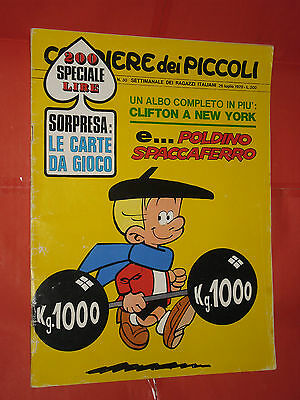 CORRIERE dei PICCOLI
SETTIMANALE DEI RAGAZZI ITALIANI
200
SPECIALE
LIRE
SORPRESA:
LE CARTE
DA GIOCO
UN ALBO COMPLETO IN PIU':
CLIFTON A NEW YORK
e... POLDINO
SPACCAFERRO
Kg.1000
Kg.1000